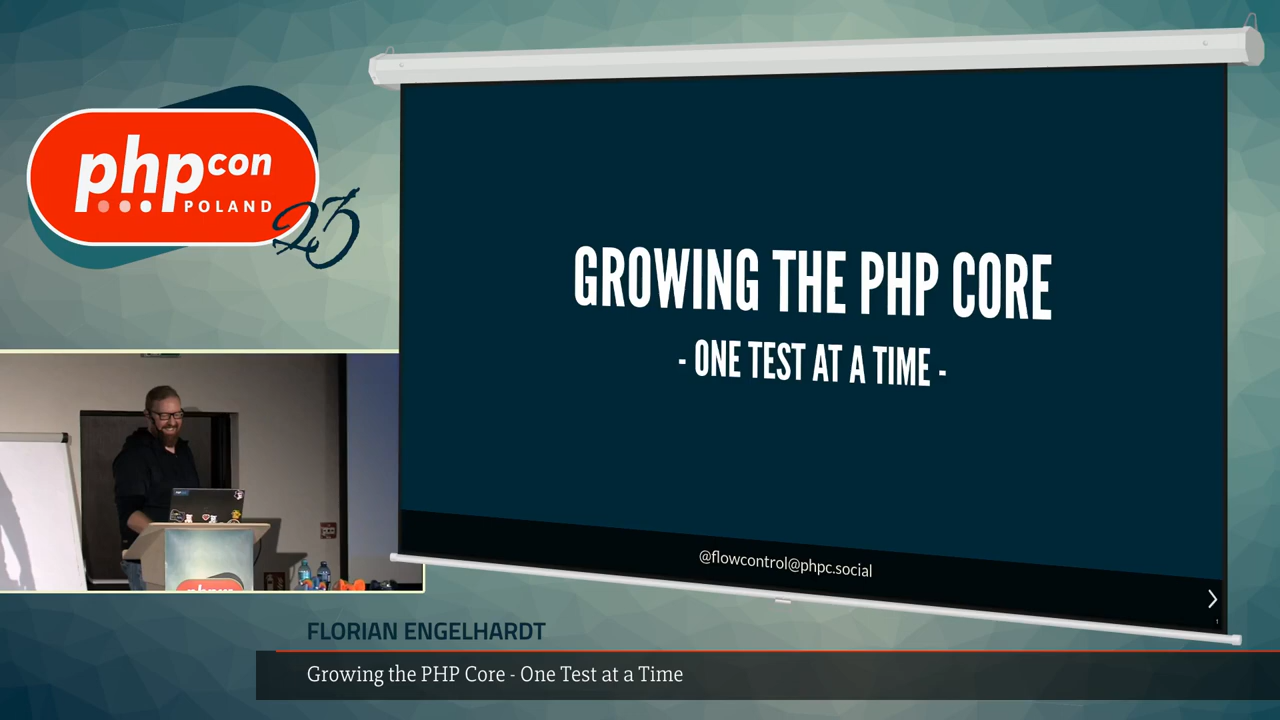 php con
POLAND
23
GROWING THE PHP CORE
- ONE TEST AT A TIME -
@flowcontrol@phpc.social
FLORIAN ENGELHARDT
Growing the PHP Core - One Test at a Time